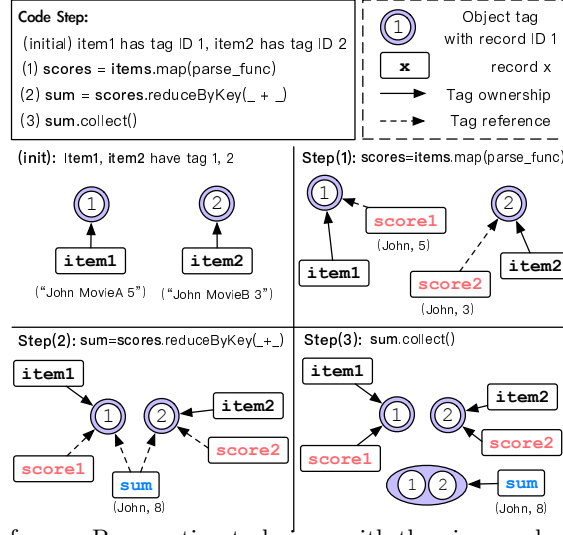 Code Step:
(initial) item1 has tag ID 1, item2 has tag ID 2
(1) scores = items.map(parse_func)
(2) sum = scores.reduceByKey(_ + _)
(3) sum.collect()
1
Object tag
with record ID 1
x
record x
Tag ownership
Tag reference
(init): Item1, item2 have tag 1, 2
1
2
item1
item2
(“John MovieA 5”)
(“John MovieB 3”)
Step(1): scores=items.map(parse_func)
1
2
score1
(John, 5)
item1
item2
score2
(John, 3)
Step(2): sum=scores.reduceByKey(_+_)
item1
1
2
item2
score1
score2
sum
(John, 8)
Step(3): sum.collect()
item1
1
2
item2
score1
score2
1 2
sum
(John, 8)